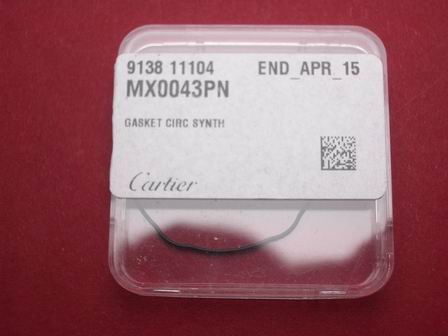 9138 11104 END_APR_15
MX0043PN
GASKET CIRC SYNTH
Cartier